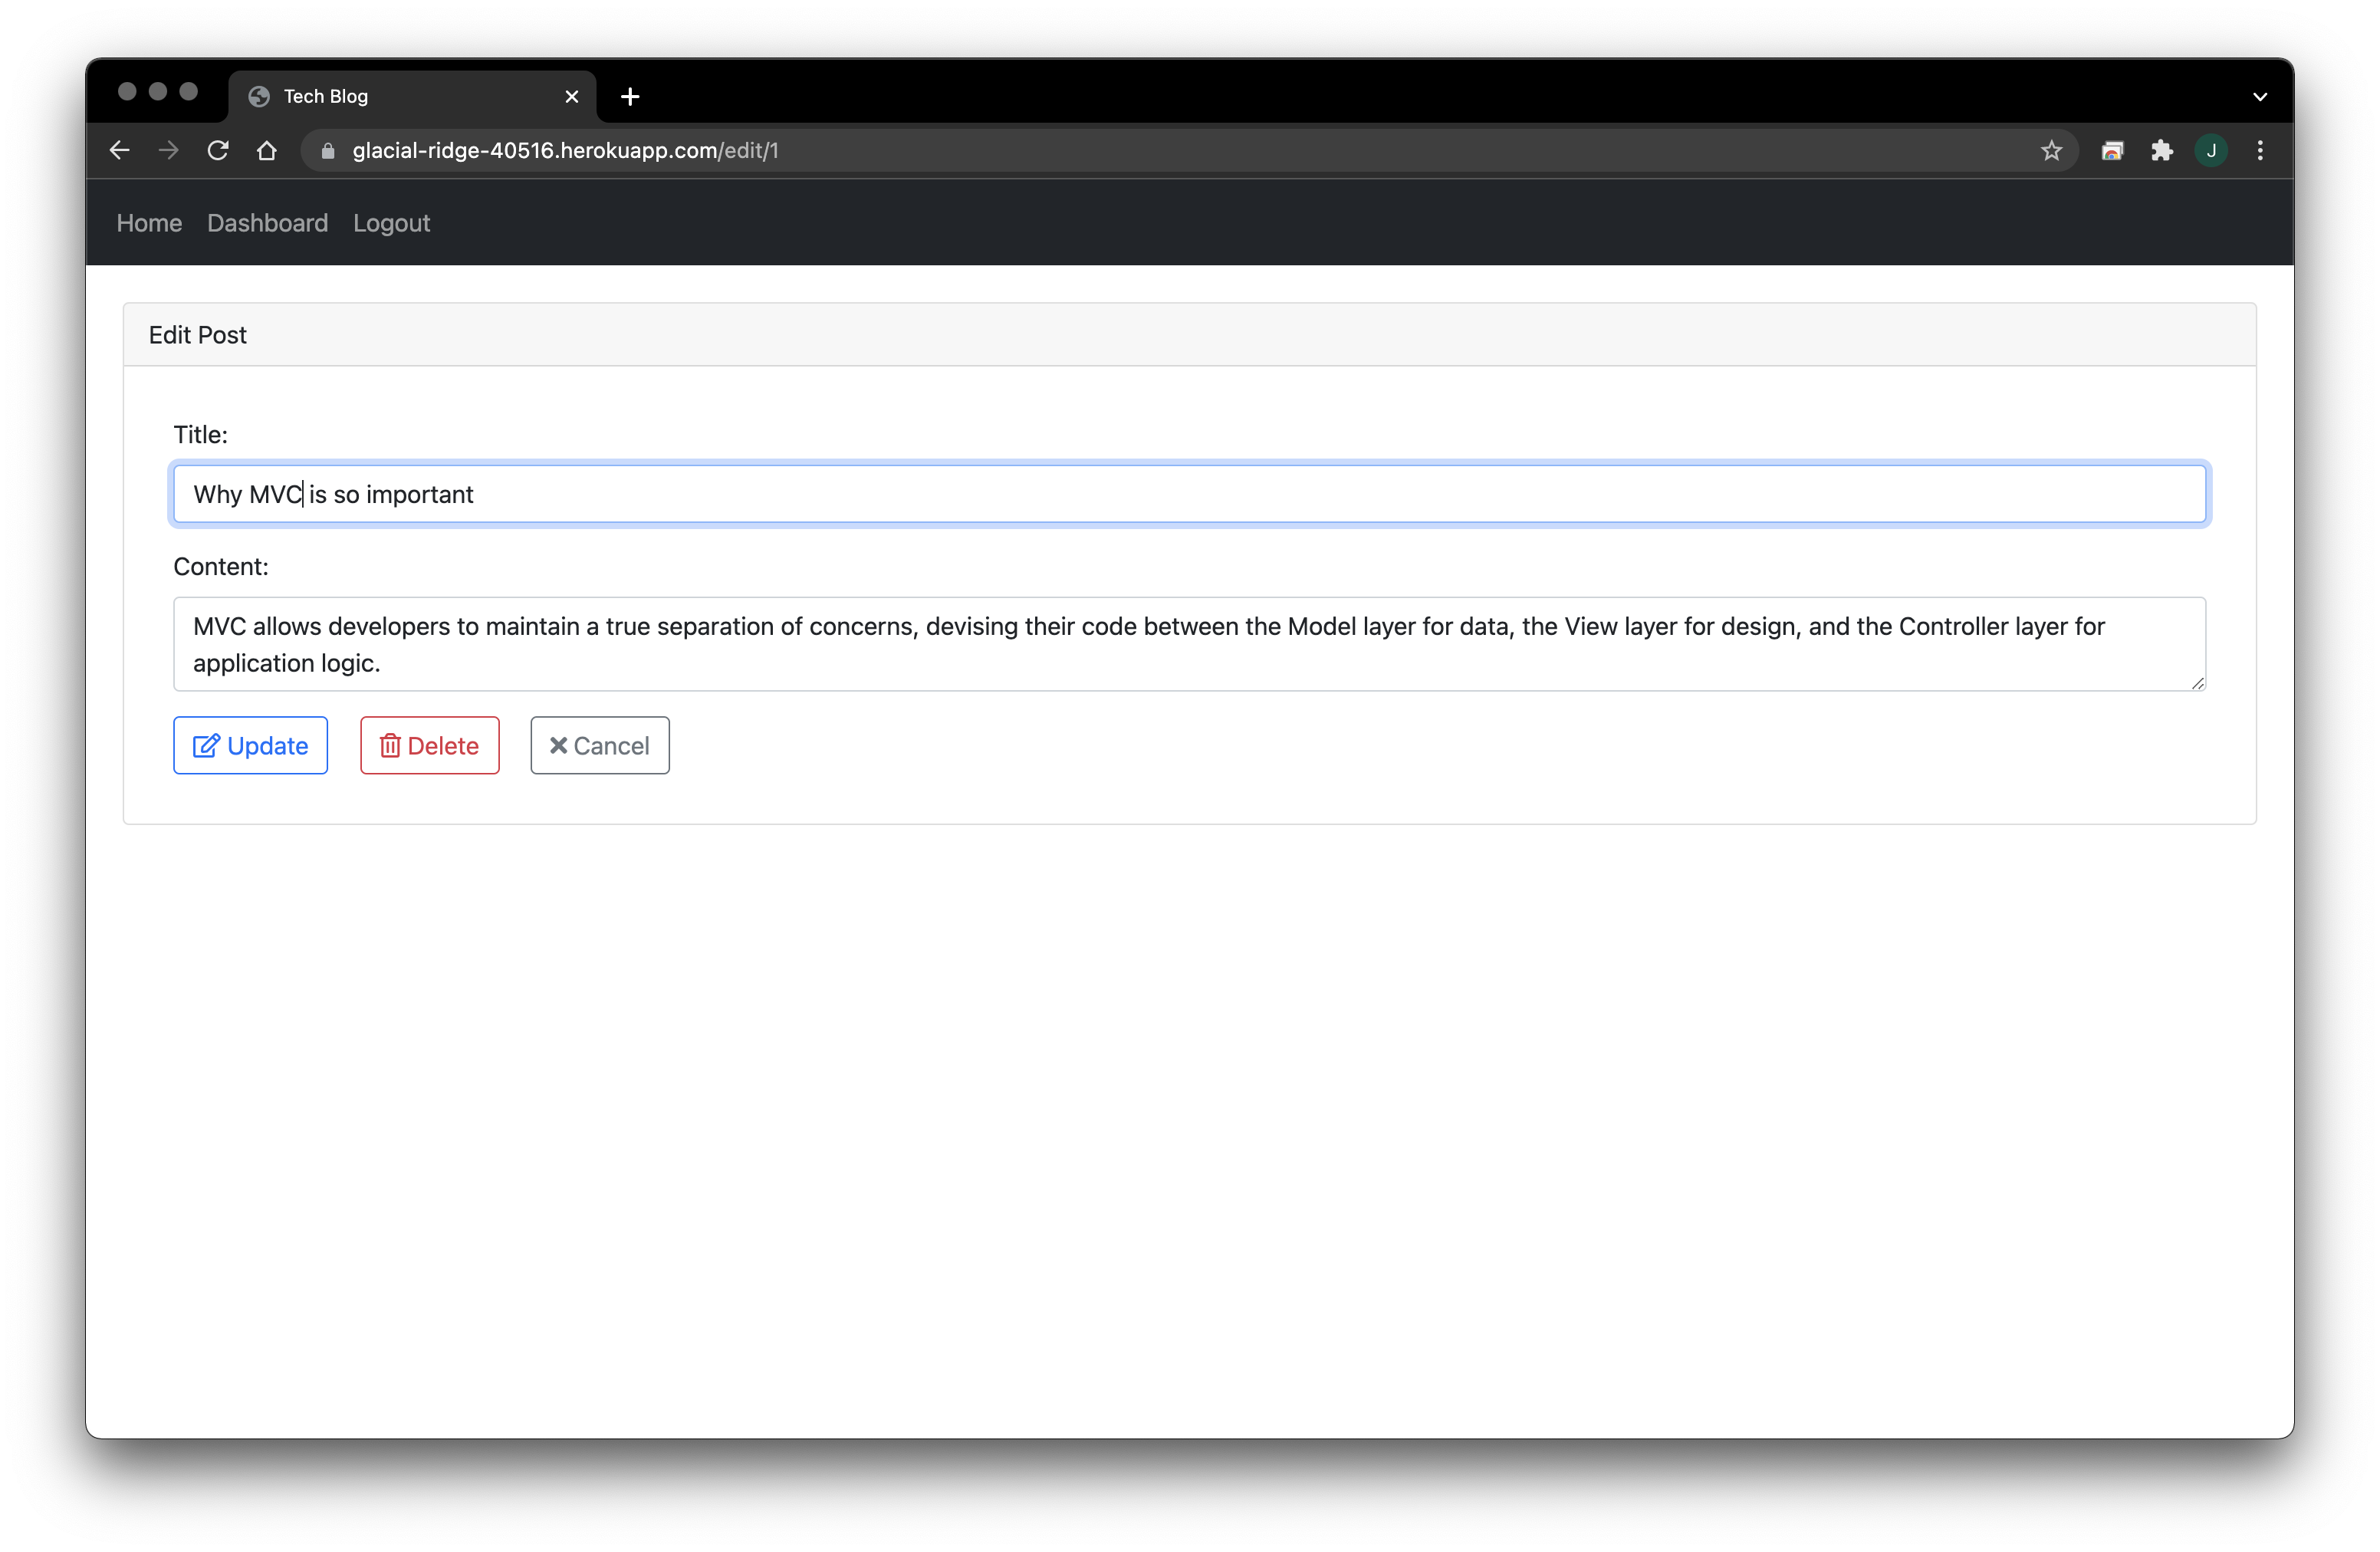 Tech Blog
glacial-ridge-40516.herokuapp.com/edit/1
J
Home Dashboard Logout
Edit Post
Title:
Why MVC is so important
Content:
MVC allows developers to maintain a true separation of concerns, devising their code between the Model layer for data, the View layer for design, and the Controller layer for
application logic.
Update Delete Cancel